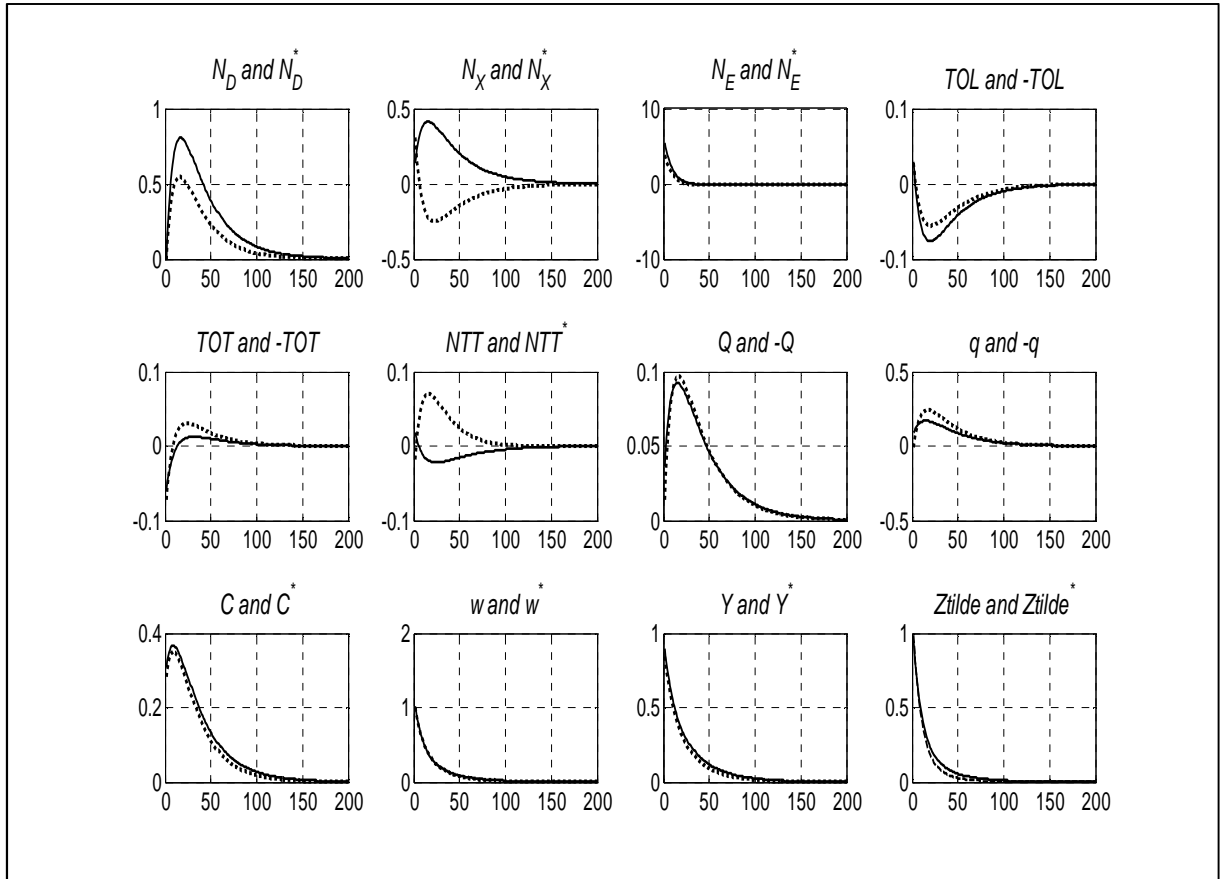 N_D and N_D^*
N_X and N_X^*
N_E and N_E^*
TOL and -TOL
1
0.5
0
0 50 100 150 200
0.5
0
-0.5
0 50 100 150 200
10
0
-10
0 50 100 150 200
0.1
0
-0.1
0 50 100 150 200
TOT and -TOT
NTT and NTT^*
Q and -Q
q and -q
0.1
0
-0.1
0 50 100 150 200
0.1
0
-0.1
0 50 100 150 200
0.1
0.05
0
0 50 100 150 200
0.5
0
-0.5
0 50 100 150 200
C and C^*
w and w^*
Y and Y^*
Ztilde and Ztilde^*
0.4
0.2
0
0 50 100 150 200
2
1
0
0 50 100 150 200
1
0.5
0
0 50 100 150 200
1
0.5
0
0 50 100 150 200